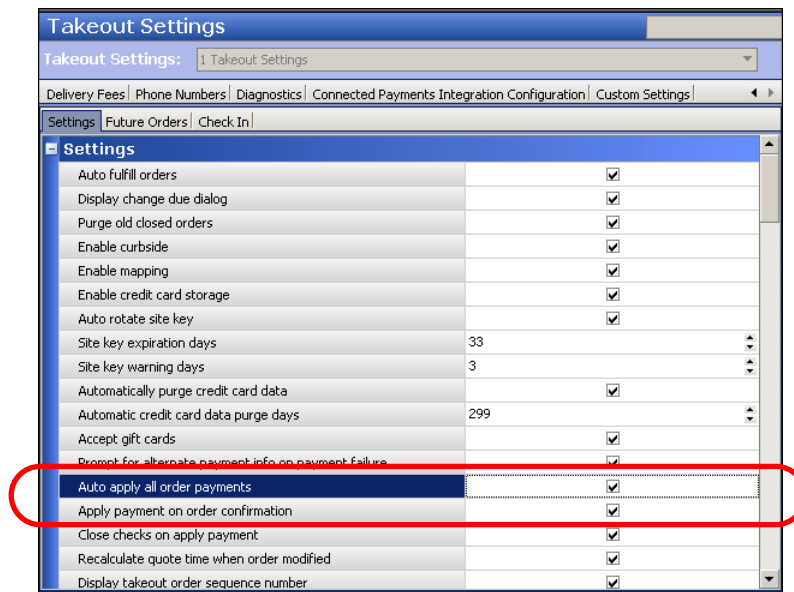 Takeout Settings
Takeout Settings: 1 Takeout Settings
Delivery Fees Phone Numbers Diagnostics Connected Payments Integration Configuration Custom Settings
Settings Future Orders Check In
Settings
Auto fulfill orders
Display change due dialog
Purge old closed orders
Enable curbside
Enable mapping
Enable credit card storage
Auto rotate site key
Site key expiration days 33
Site key warning days 3
Automatically purge credit card data
Automatic credit card data purge days 299
Accept gift cards
Prompt for alternate payment info on payment failure
Auto apply all order payments
Apply payment on order confirmation
Close checks on apply payment
Recalculate quote time when order modified
Display takeout order sequence number